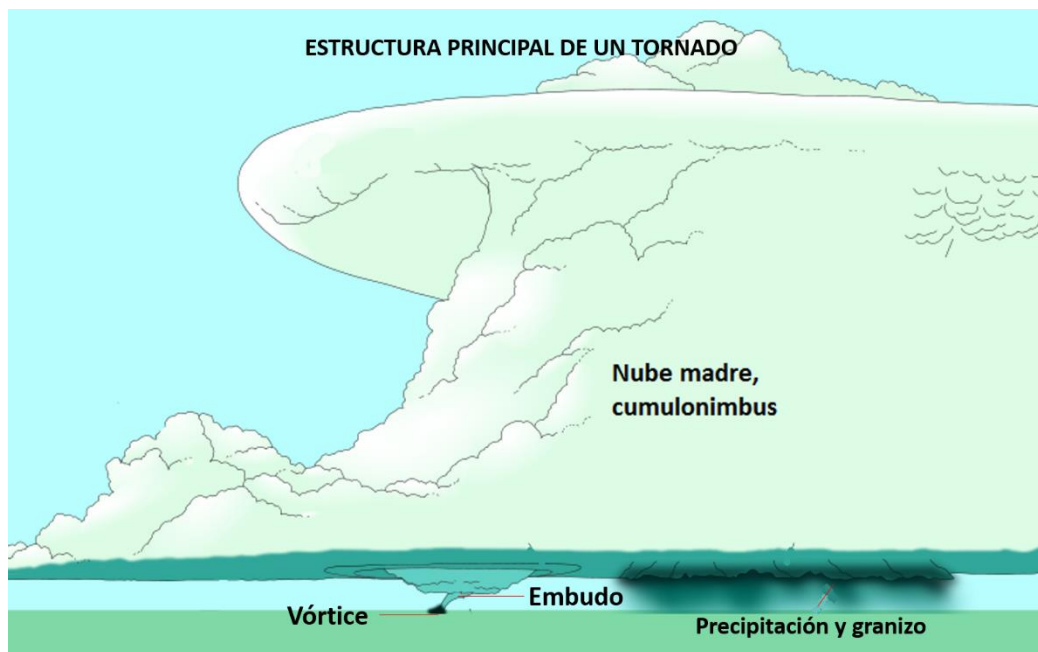 ESTRUCTURA PRINCIPAL DE UN TORNADO
Nube madre,
cumulonimbus
Embudo
Vórtice
Precipitación y granizo